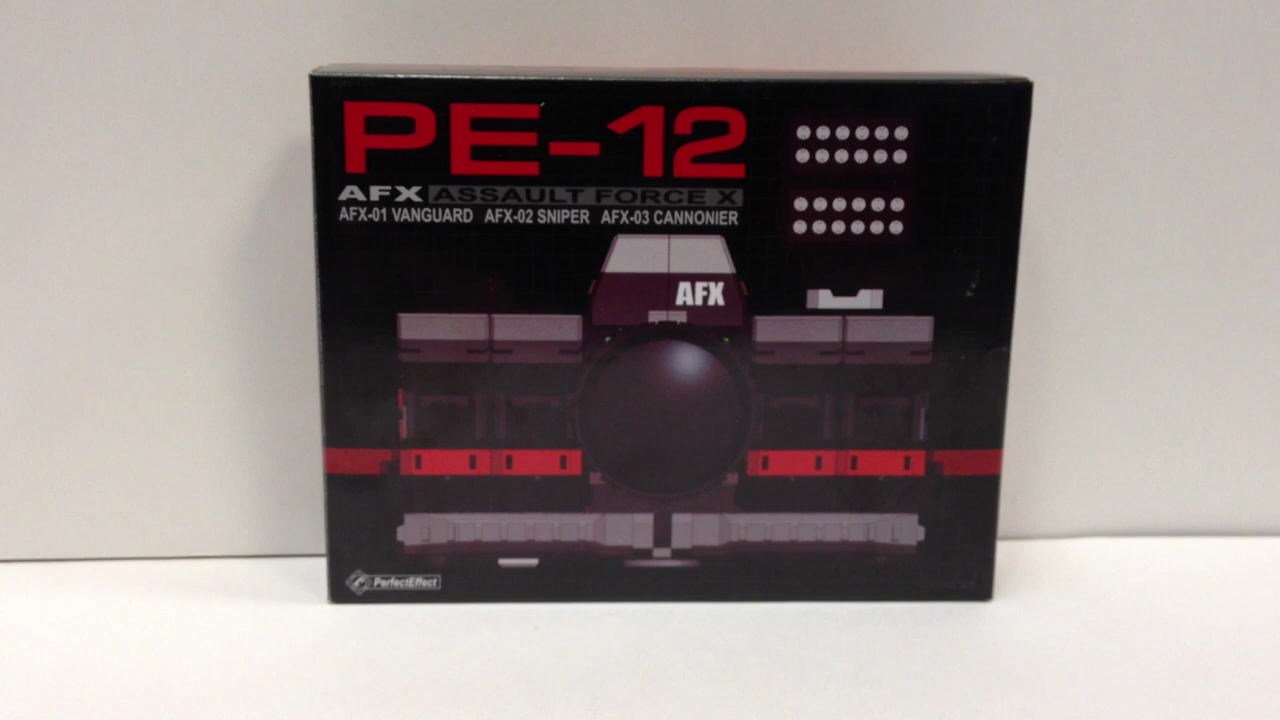 PE-12
AFX ASSAULT FORCE X
AFX-01 VANGUARD AFX-02 SNIPER AFX-03 CANNONIER
AFX
PerfectEffect